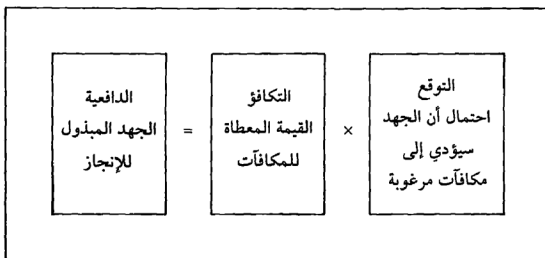 التوقع
احتمال أن الجهد
سيؤدي إلى
مكافآت مرغوبة
×
التكافؤ
القيمة المعطاة
للمكافآت
=
الدافعية
الجهد المبذول
للإنجاز